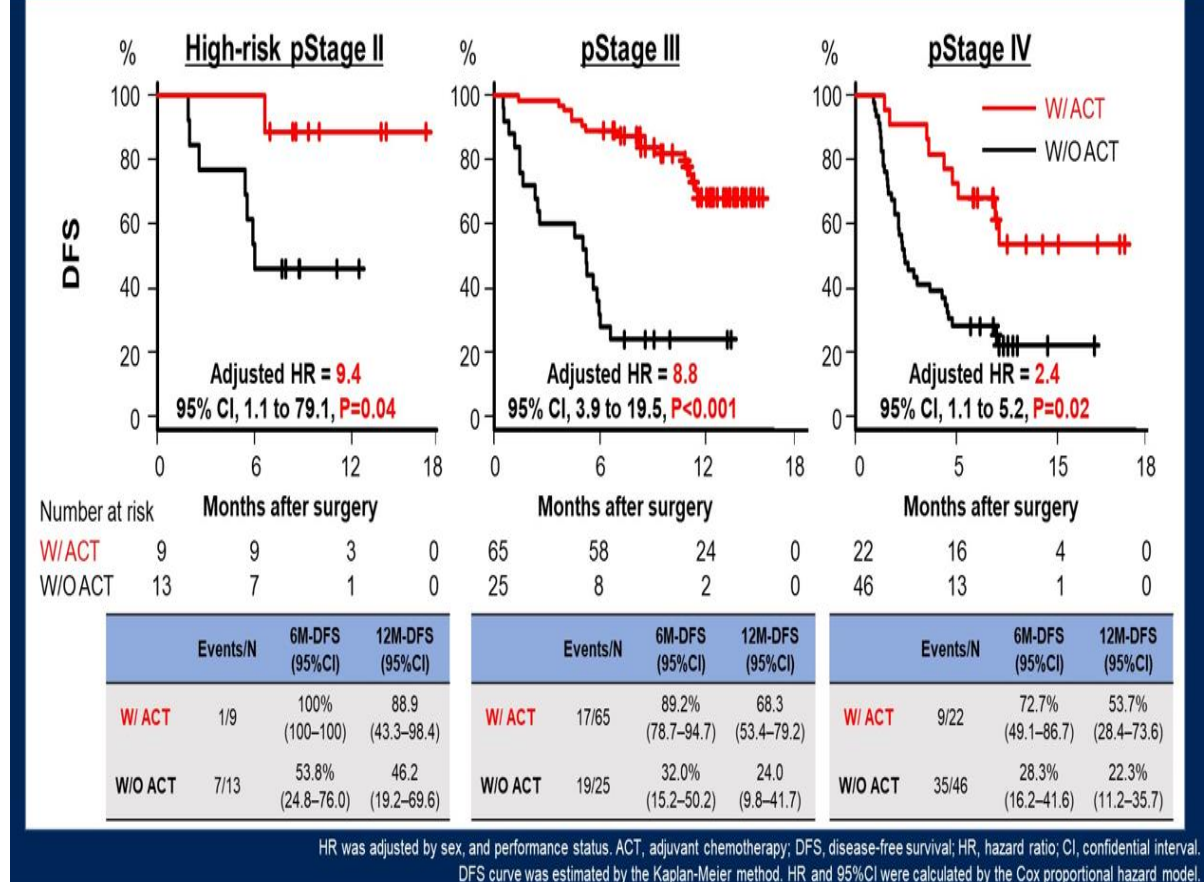 High-risk pStage II
%
100
80
60
40
20
0
DFS
Adjusted HR = 9.4
95% CI, 1.1 to 79.1, P=0.04
0 6 12 18
Months after surgery
pStage III
%
100
80
60
40
20
0
Adjusted HR = 8.8
95% CI, 3.9 to 19.5, P<0.001
0 6 12 18
Months after surgery
pStage IV
%
100
80
60
40
20
0
W/ ACT
W/O ACT
Adjusted HR = 2.4
95% CI, 1.1 to 5.2, P=0.02
0 5 15 18
Months after surgery
Number at risk
W/ ACT 9 9 3 0 65 58 24 0 22 16 4 0
W/O ACT 13 7 1 0 25 8 2 0 46 13 1 0
Events/N 6M-DFS (95%CI) 12M-DFS (95%CI)
W/ ACT 1/9 100% (100–100) 88.9 (43.3–98.4)
W/O ACT 7/13 53.8% (24.8–76.0) 46.2 (19.2–69.6)
Events/N 6M-DFS (95%CI) 12M-DFS (95%CI)
W/ ACT 17/65 89.2% (78.7–94.7) 68.3 (53.4–79.2)
W/O ACT 19/25 32.0% (15.2–50.2) 24.0 (9.8–41.7)
Events/N 6M-DFS (95%CI) 12M-DFS (95%CI)
W/ ACT 9/22 72.7% (49.1–86.7) 53.7% (28.4–73.6)
W/O ACT 35/46 28.3% (16.2–41.6) 22.3% (11.2–35.7)
HR was adjusted by sex, and performance status. ACT, adjuvant chemotherapy; DFS, disease-free survival; HR, hazard ratio; CI, confidential interval.
DFS curve was estimated by the Kaplan-Meier method. HR and 95%CI were calculated by the Cox proportional hazard model.